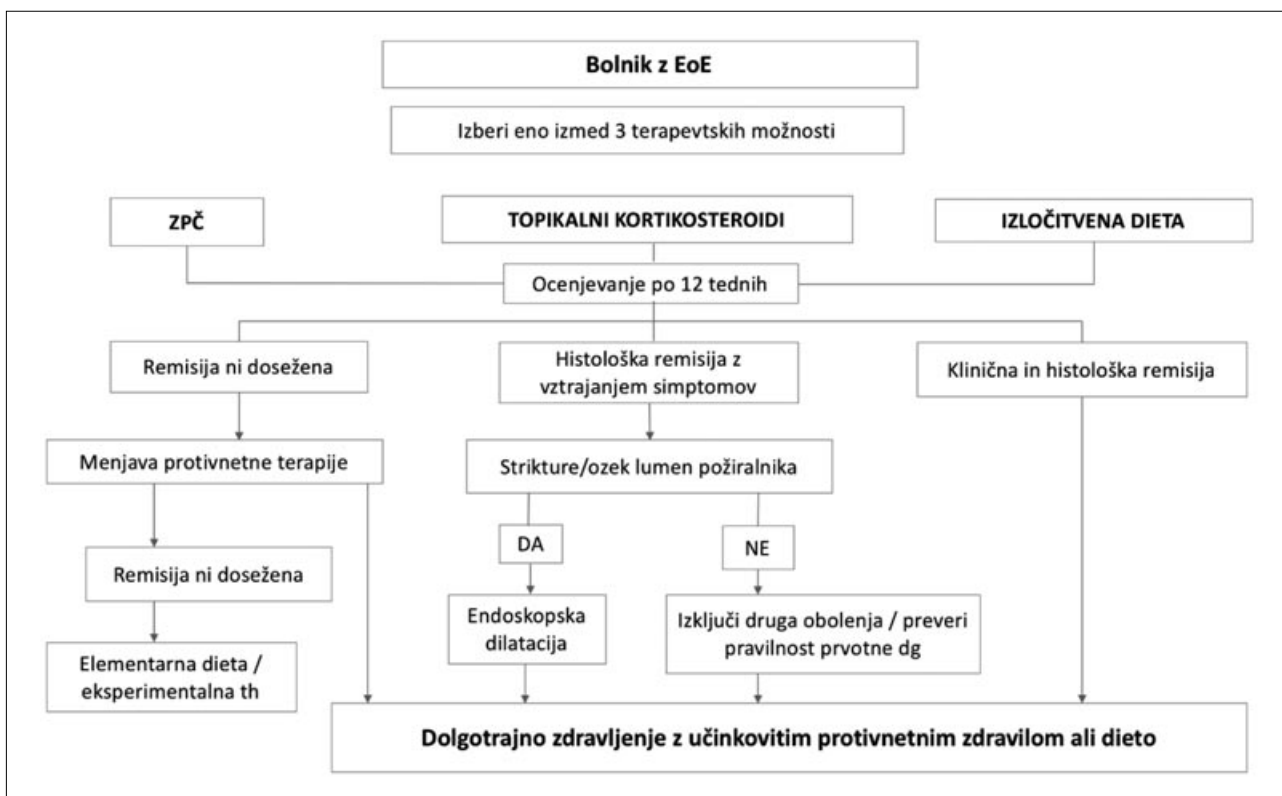 Bolnik z EoE
Izberi eno izmed 3 terapevtskih možnosti
ZPČ
TOPIKALNI KORTIKOSTEROIDI
IZLOČITVENA DIETA
Ocenjevanje po 12 tednih
Remisija ni dosežena
Histološka remisija z
vztrajanjem simptomov
Klinična in histološka remisija
Menjava protivnetne terapije
Strikture/ozek lumen požiralnika
DA
NE
Remisija ni dosežena
Endoskopska
dilatacija
Izključi druga obolenja / preveri
pravilnost prvotne dg
Elementarna dieta /
eksperimentalna th
Dolgotrajno zdravljenje z učinkovitim protivnetnim zdravilom ali dieto